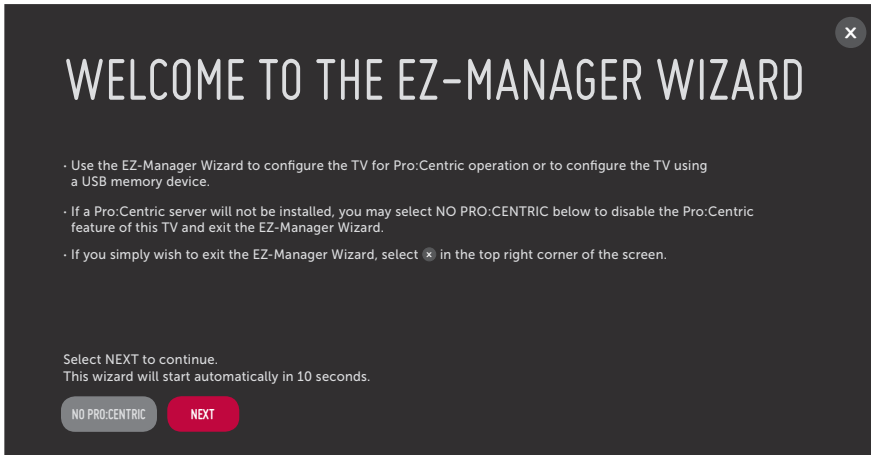 x
WELCOME TO THE EZ-MANAGER WIZARD
· Use the EZ-Manager Wizard to configure the TV for Pro:Centric operation or to configure the TV using
a USB memory device.
· If a Pro:Centric server will not be installed, you may select NO PRO:CENTRIC below to disable the Pro:Centric
feature of this TV and exit the EZ-Manager Wizard.
· If you simply wish to exit the EZ-Manager Wizard, select x in the top right corner of the screen.
Select NEXT to continue.
This wizard will start automatically in 10 seconds.
NO PRO:CENTRIC NEXT